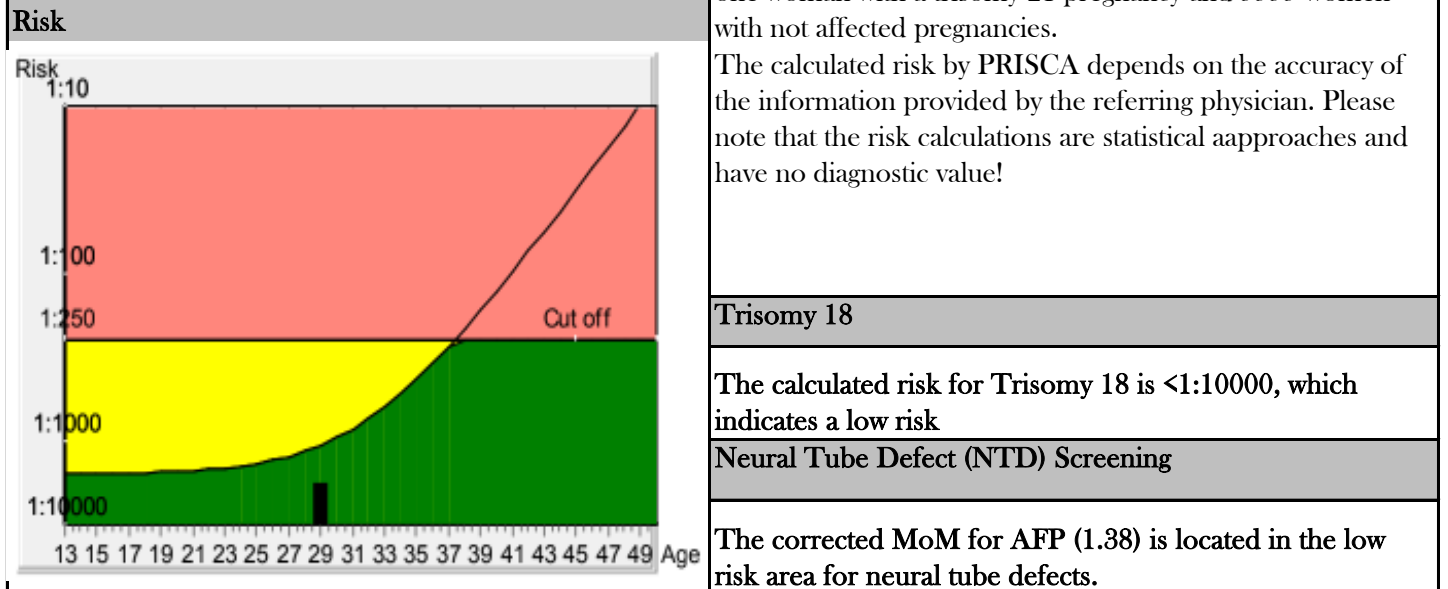 Risk
Risk
1:10
1:100
1:250
Cut off
1:1000
1:10000
13 15 17 19 21 23 25 27 29 31 33 35 37 39 41 43 45 47 49 Age
with not affected pregnancies.
The calculated risk by PRISCA depends on the accuracy of
the information provided by the referring physician. Please
note that the risk calculations are statistical aapproaches and
have no diagnostic value!
Trisomy 18
The calculated risk for Trisomy 18 is <1:10000, which
indicates a low risk
Neural Tube Defect (NTD) Screening
The corrected MoM for AFP (1.38) is located in the low
risk area for neural tube defects.